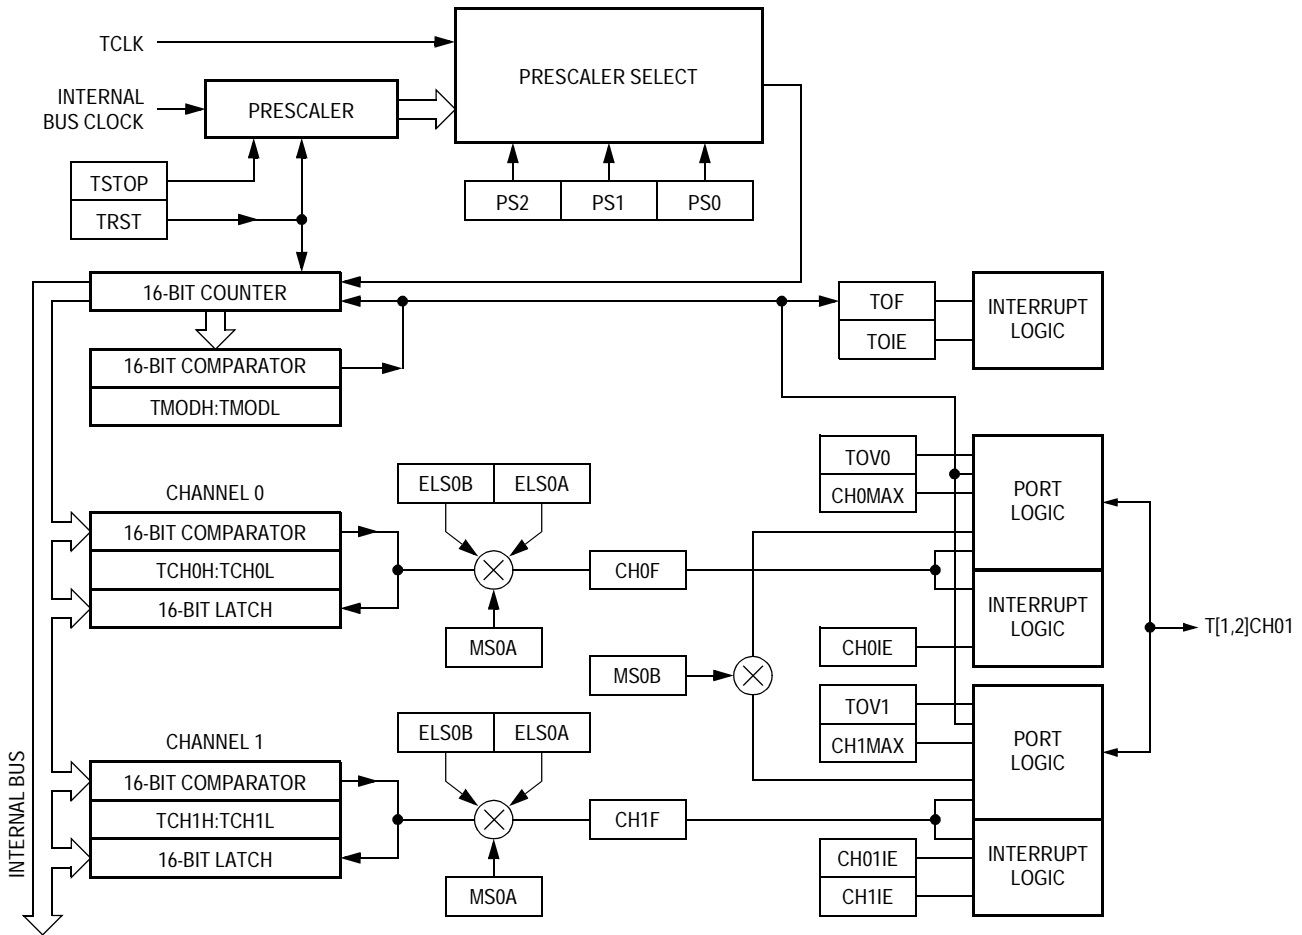 TCLK
PRESCALER SELECT
INTERNAL
BUS CLOCK
PRESCALER
TSTOP
TRST
PS2
PS1
PS0
16-BIT COUNTER
16-BIT COMPARATOR
TMODH:TMODL
TOF
TOIE
INTERRUPT
LOGIC
CHANNEL 0
16-BIT COMPARATOR
TCH0H:TCH0L
16-BIT LATCH
ELS0B
ELS0A
MS0A
CH0F
TOV0
CH0MAX
PORT
LOGIC
INTERRUPT
LOGIC
CH0IE
MS0B
T[1,2]CH01
CHANNEL 1
16-BIT COMPARATOR
TCH1H:TCH1L
16-BIT LATCH
ELS0B
ELS0A
MS0A
CH1F
TOV1
CH1MAX
PORT
LOGIC
CH01IE
CH1IE
INTERRUPT
LOGIC
INTERNAL BUS